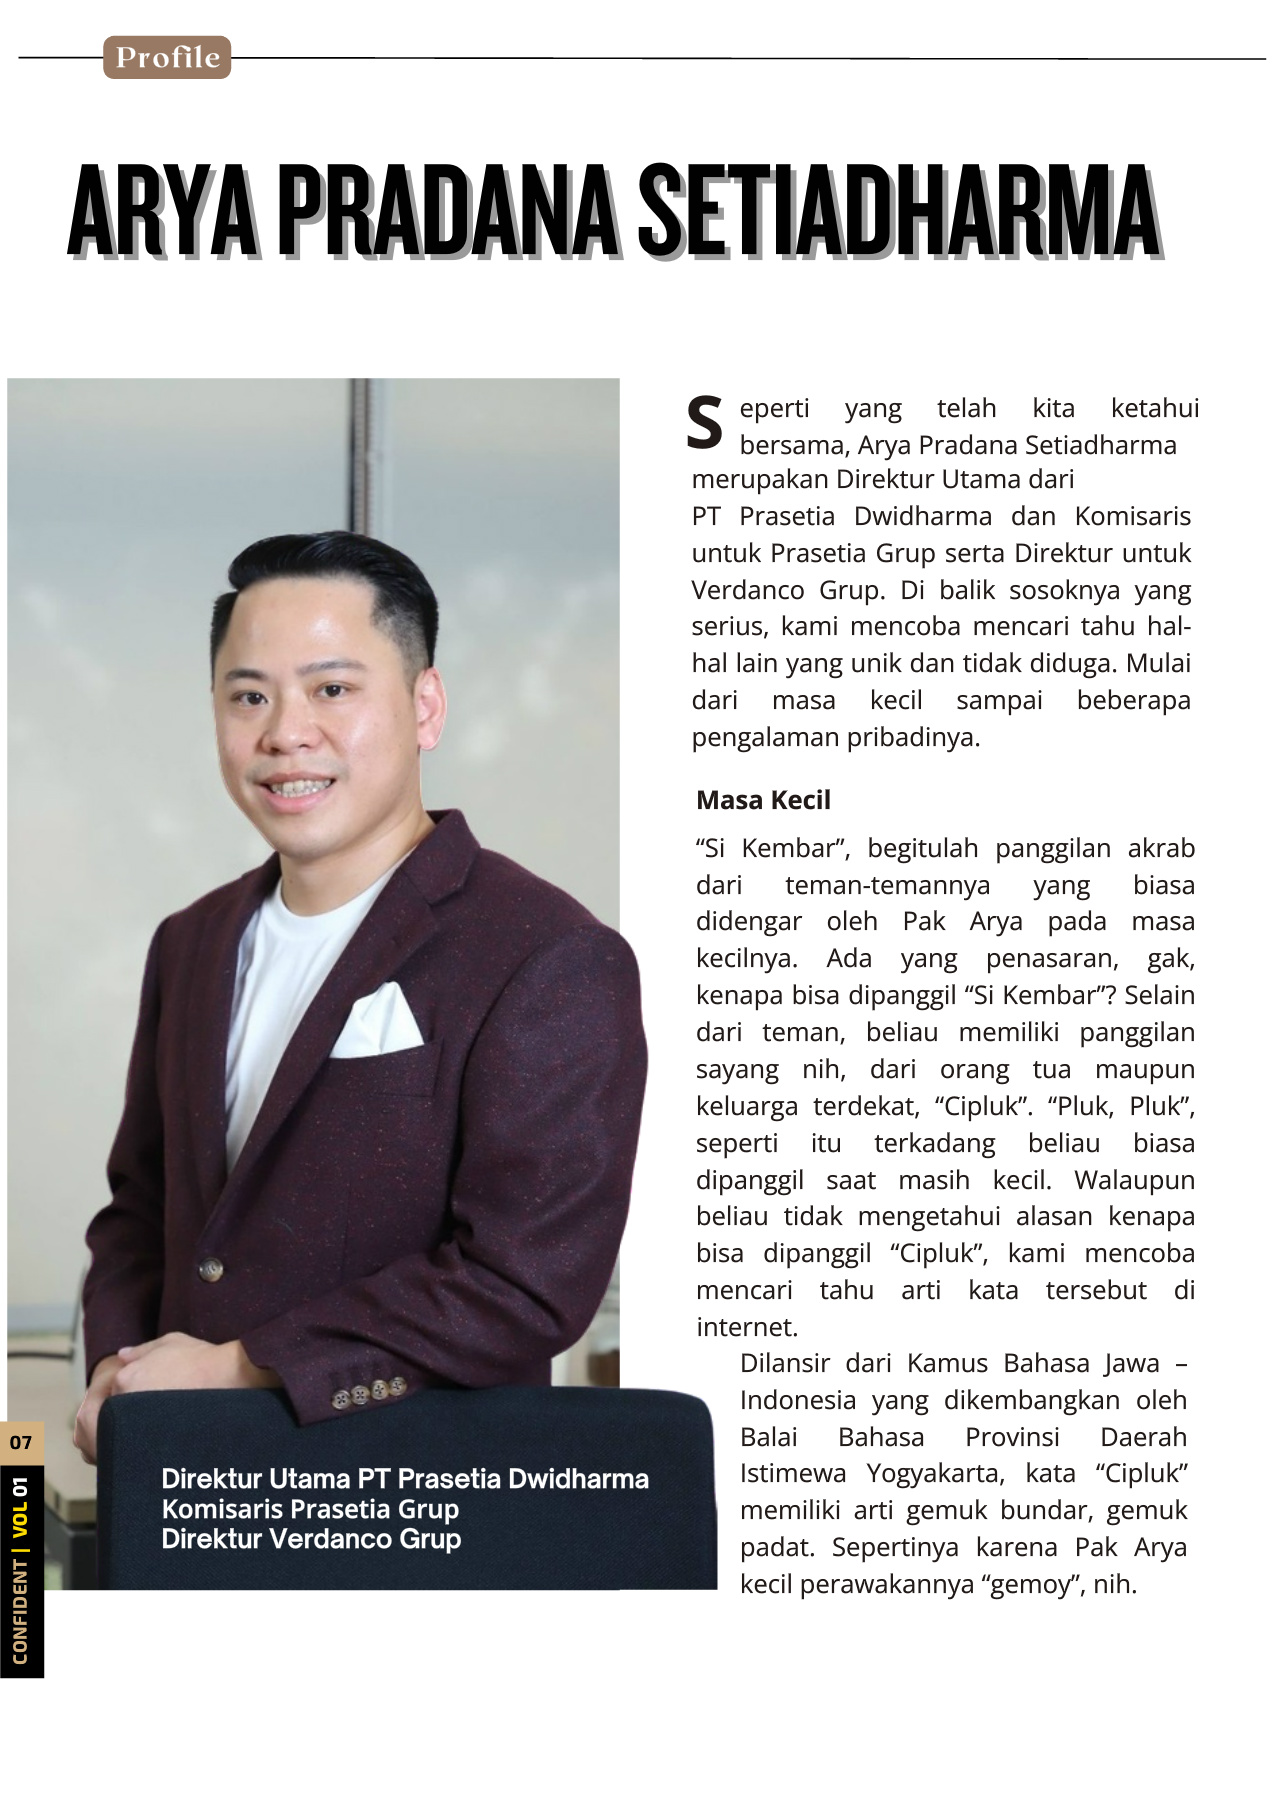 Profile
ARYA PRADANA SETIADHARMA
Seperti yang telah kita ketahui
bersama, Arya Pradana Setiadharma
merupakan Direktur Utama dari
PT Prasetia Dwidharma dan Komisaris
untuk Prasetia Grup serta Direktur untuk
Verdanco Grup. Di balik sosoknya yang
serius, kami mencoba mencari tahu hal-
hal lain yang unik dan tidak diduga. Mulai
dari masa kecil sampai beberapa
pengalaman pribadinya.
Masa Kecil
“Si Kembar”, begitulah panggilan akrab
dari teman-temannya yang biasa
didengar oleh Pak Arya pada masa
kecilnya. Ada yang penasaran, gak,
kenapa bisa dipanggil “Si Kembar”? Selain
dari teman, beliau memiliki panggilan
sayang nih, dari orang tua maupun
keluarga terdekat, “Cipluk”. “Pluk, Pluk”,
seperti itu terkadang beliau biasa
dipanggil saat masih kecil. Walaupun
beliau tidak mengetahui alasan kenapa
bisa dipanggil “Cipluk”, kami mencoba
mencari tahu arti kata tersebut di
internet.
Dilansir dari Kamus Bahasa Jawa –
Indonesia yang dikembangkan oleh
Balai Bahasa Provinsi Daerah
Istimewa Yogyakarta, kata “Cipluk”
memiliki arti gemuk bundar, gemuk
padat. Sepertinya karena Pak Arya
kecil perawakannya “gemoy”, nih.
Direktur Utama PT Prasetia Dwidharma
Komisaris Prasetia Grup
Direktur Verdanco Grup
07
CONFIDENT | VOL 01